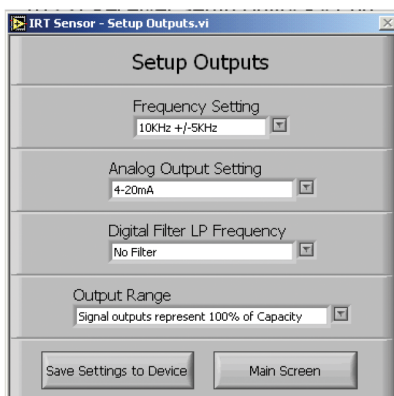 IRT Sensor - Setup Outputs.vi
Setup Outputs
Frequency Setting
10KHz +/-5KHz
Analog Output Setting
4-20mA
Digital Filter LP Frequency
No Filter
Output Range
Signal outputs represent 100% of Capacity
Save Settings to Device
Main Screen